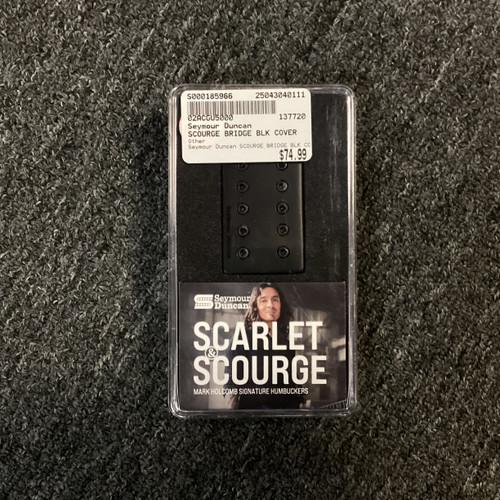 S000185966 25043040111
02ACGU5000 137720
Seymour Duncan
SCOURGE BRIDGE BLK COVER
Other
Seymour Duncan SCOURGE BRIDGE BLK CO
$74.99
Seymour
Duncan
SCARLET
&
SCOURGE
MARK HOLCOMB SIGNATURE HUMBUCKERS